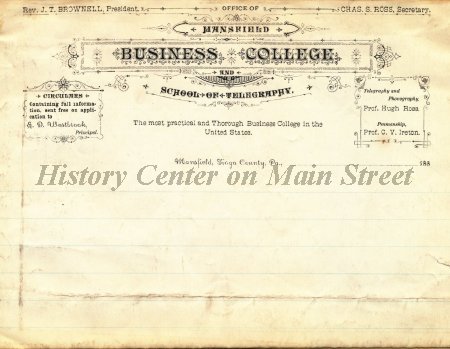 OFFICE OF
Rev. J. T. BROWNELL, President.
CHAS. S. ROSS, Secretary.
MANSFIELD
BUSINESS COLLEGE
AND
SCHOOL OF TELEGRAPHY.
CIRCULARS
Containing full information, sent free on application to
Principal.
Telegraphy and Phonography,
Prof. Hugh Ross.
Penmanship,
Prof. C. V. Ireton.
The most practical and Thorough Business College in the
United States.
Mansfield, Tioga County, Pa.,
188
History Center on Main Street